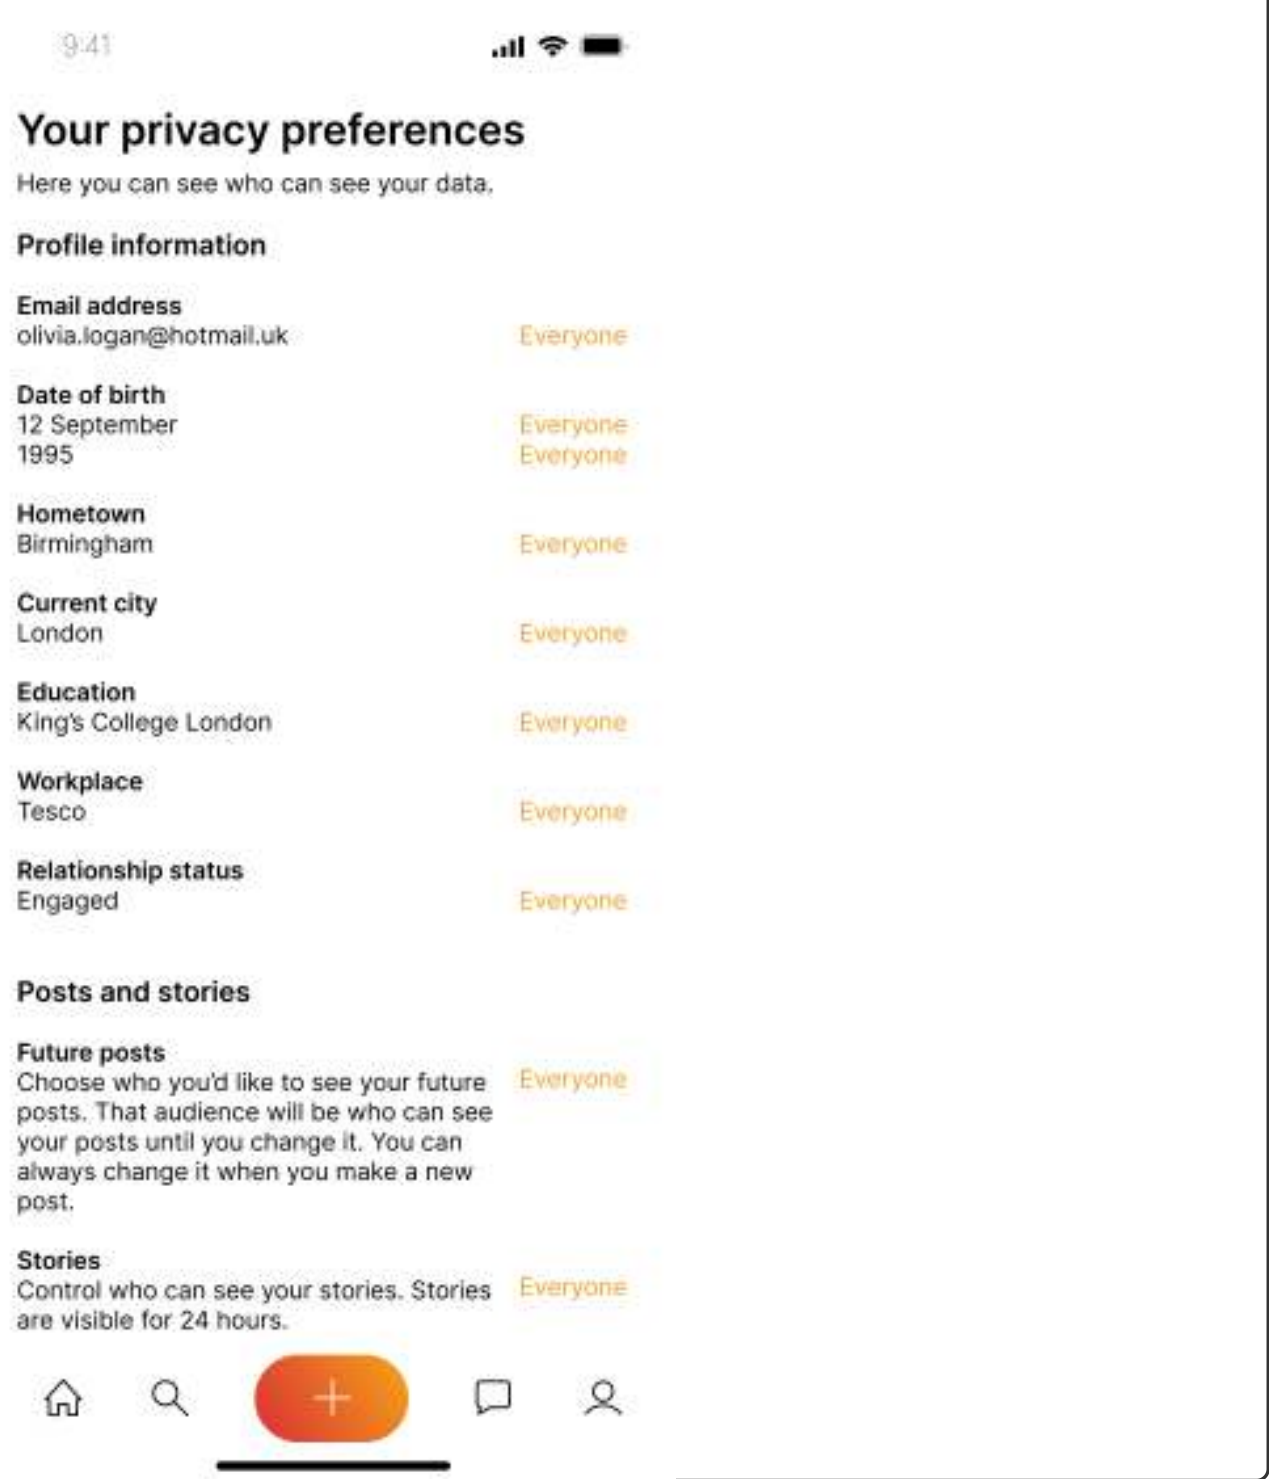 9:41
Your privacy preferences
Here you can see who can see your data.
Profile information
Email address
olivia.logan@hotmail.uk Everyone
Date of birth
12 September Everyone
1995 Everyone
Hometown
Birmingham Everyone
Current city
London Everyone
Education
King's College London Everyone
Workplace
Tesco Everyone
Relationship status
Engaged Everyone
Posts and stories
Future posts
Choose who you'd like to see your future Everyone
posts. That audience will be who can see
your posts until you change it. You can
always change it when you make a new
post.
Stories
Control who can see your stories. Stories Everyone
are visible for 24 hours.